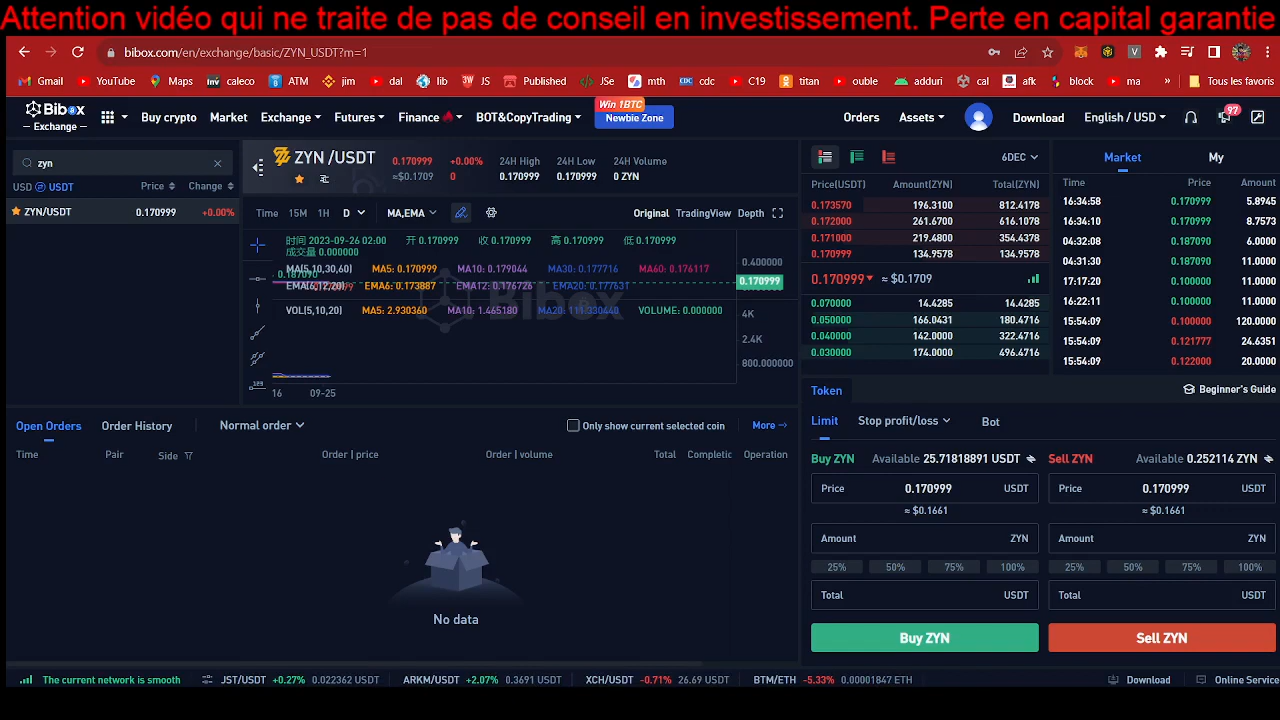 Attention vidéo qui ne traite de pas de conseil en investissement. Perte en capital garantie
bibox.com/en/exchange/basic/ZYN_USDT?m=1
Gmail YouTube Maps caleco ATM jim dal lib JS Published JSe mth cdc C19 titan ouble adduri cal afk block ma » Tous les favoris
Bibox
Exchange
Buy crypto Market Exchange Futures Finance BOT&CopyTrading
Win 1BTC
Newbie Zone
Orders Assets Download English / USD 97
zyn
USD USDT Price Change
ZYN/USDT 0.170999 +0.00%
ZYN /USDT 0.170999 +0.00% 24H High 24H Low 24H Volume
≈$0.1709 0 0.170999 0.170999 0 ZYN
Time 15M 1H D MA,EMA Original TradingView Depth
时间 2023-09-26 02:00 开 0.170999 收 0.170999 高 0.170999 低 0.170999
成交量 0.000000
MA(5,10,30,60) MA5: 0.170999 MA10: 0.179044 MA30: 0.177716 MA60: 0.176117
0.187090
EMA(6,12,20) EMA6: 0.173887 EMA12: 0.176726 EMA20: 0.177631
VOL(5,10,20) MA5: 2.930360 MA10: 1.465180 MA20: 111.330440 VOLUME: 0.000000
Bibox
0.400000
0.170999
4K
2.4K
800.000000
16 09-25
6DEC
Price(USDT) Amount(ZYN) Total(ZYN)
0.173570 196.3100 812.4178
0.172000 261.6700 616.1078
0.171000 219.4800 354.4378
0.170999 134.9578 134.9578
0.170999 ≈ $0.1709
0.070000 14.4285 14.4285
0.050000 166.0431 180.4716
0.040000 142.0000 322.4716
0.030000 174.0000 496.4716
Market My
Time Price Amount
16:34:58 0.170999 5.8945
16:34:10 0.170999 8.7573
04:32:08 0.187090 6.0000
04:31:30 0.187090 11.0000
17:17:20 0.100000 11.0000
16:22:11 0.100000 11.0000
15:54:09 0.100000 120.0000
15:54:09 0.121777 24.6351
15:54:09 0.122000 20.0000
Token Beginner's Guide
Limit Stop profit/loss Bot
Buy ZYN Available 25.71818891 USDT Sell ZYN Available 0.252114 ZYN
Price 0.170999 USDT Price 0.170999 USDT
≈ $0.1661 ≈ $0.1661
Amount ZYN Amount ZYN
25% 50% 75% 100% 25% 50% 75% 100%
Total USDT Total USDT
Buy ZYN Sell ZYN
Open Orders Order History Normal order Only show current selected coin More
Time Pair Side Order | price Order | volume Total Completic Operation
No data
The current network is smooth JST/USDT +0.27% 0.022362 USDT ARKM/USDT +2.07% 0.3691 USDT XCH/USDT -0.71% 26.69 USDT BTM/ETH -5.33% 0.00001847 ETH Download Online Service